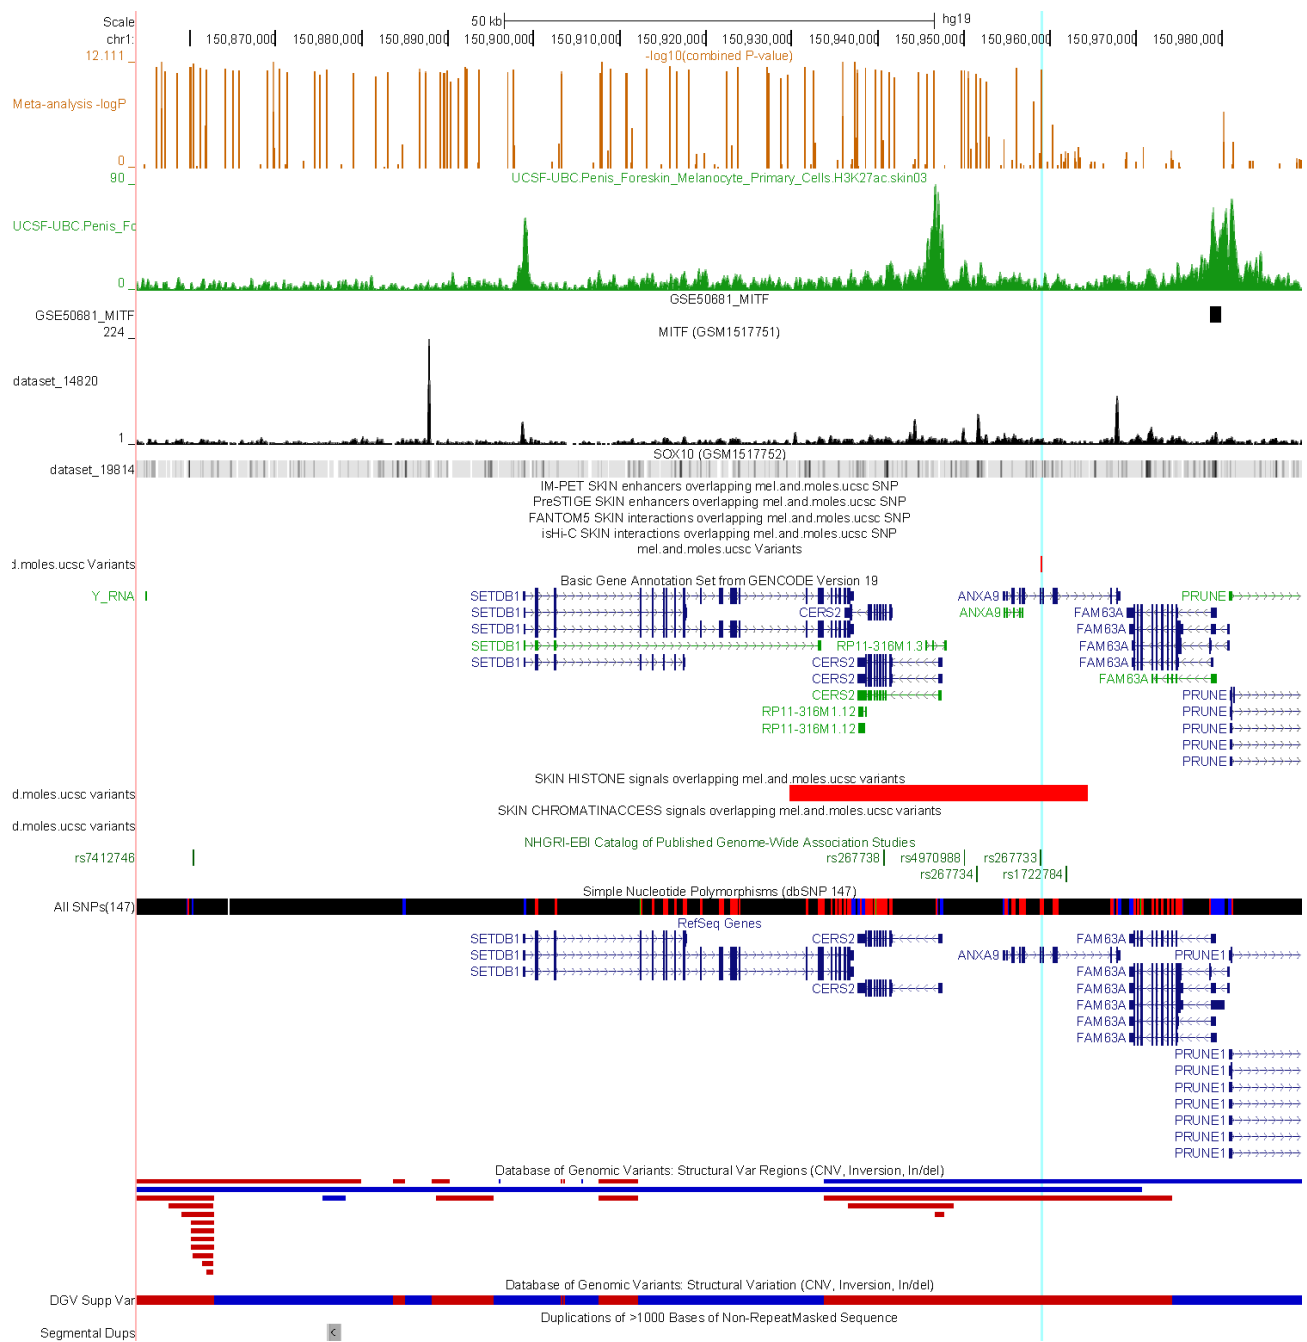 Scale 50 kb hg19
chr1: 150,870,000 150,880,000 150,890,000 150,900,000 150,910,000 150,920,000 150,930,000 150,940,000 150,950,000 150,960,000 150,970,000 150,980,000
12.111 _ -log10(combined P-value)
Meta-analysis -logP
0 _
90 _ UCSF-UBC.Penis_Foreskin_Melanocyte_Primary_Cells.H3K27ac.skin03
UCSF-UBC.Penis_Fo
0 _
GSE50681_MITF
GSE50681_MITF
224 _ MITF (GSM1517751)
dataset_14820
1 _
SOX10 (GSM1517752)
dataset_19814
IM-PET SKIN enhancers overlapping mel.and.moles.ucsc SNP
PreSTIGE SKIN enhancers overlapping mel.and.moles.ucsc SNP
FANTOM5 SKIN interactions overlapping mel.and.moles.ucsc SNP
isHi-C SKIN interactions overlapping mel.and.moles.ucsc SNP
mel.and.moles.ucsc Variants
d.moles.ucsc Variants
Basic Gene Annotation Set from GENCODE Version 19
Y_RNA SETDB1 ANXA9 PRUNE
SETDB1 CERS2 ANXA9 FAM63A
SETDB1 FAM63A
SETDB1 RP11-316M1.3 FAM63A
SETDB1 CERS2 FAM63A
CERS2 FAM63A
CERS2 PRUNE
RP11-316M1.12 PRUNE
RP11-316M1.12 PRUNE
PRUNE
PRUNE
SKIN HISTONE signals overlapping mel.and.moles.ucsc variants
d.moles.ucsc variants
SKIN CHROMATINACCESS signals overlapping mel.and.moles.ucsc variants
d.moles.ucsc variants
NHGRI-EBI Catalog of Published Genome-Wide Association Studies
rs7412746 rs267738 rs4970988 rs267733
rs267734 rs1722784
Simple Nucleotide Polymorphisms (dbSNP 147)
All SNPs(147)
RefSeq Genes
SETDB1 CERS2 FAM63A
SETDB1 ANXA9 PRUNE1
SETDB1 FAM63A
CERS2 FAM63A
FAM63A
FAM63A
FAM63A
PRUNE1
PRUNE1
PRUNE1
PRUNE1
PRUNE1
PRUNE1
PRUNE1
Database of Genomic Variants: Structural Var Regions (CNV, Inversion, In/del)
Database of Genomic Variants: Structural Variation (CNV, Inversion, In/del)
DGV Supp Var
Duplications of >1000 Bases of Non-RepeatMasked Sequence
Segmental Dups